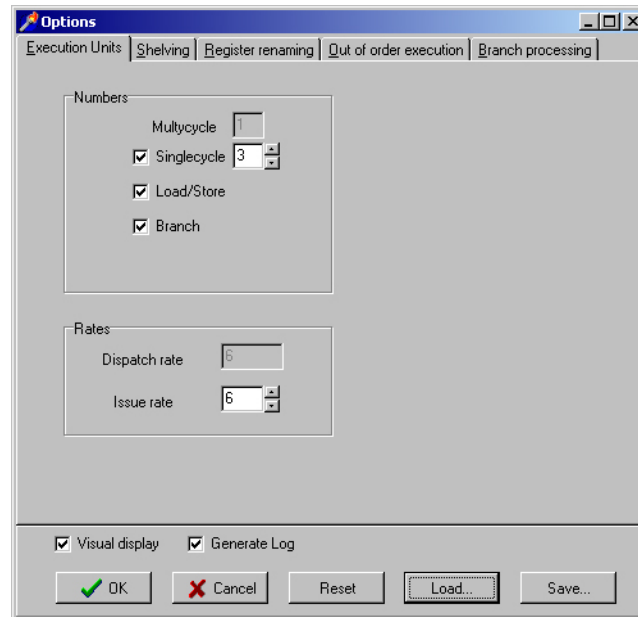 Options
Execution Units Shelving Register renaming Out of order execution Branch processing
Numbers
Multycycle 1
Singlecycle 3
Load/Store
Branch
Rates
Dispatch rate 6
Issue rate 6
Visual display Generate Log
OK Cancel Reset Load... Save...